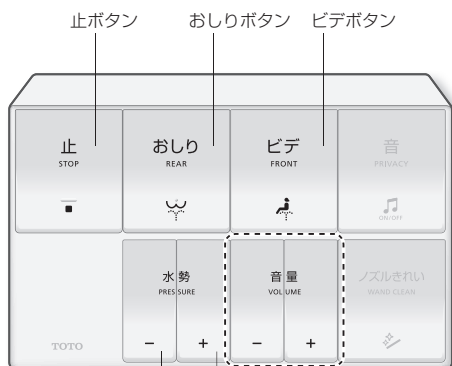 止ボタン おしりボタン ビデボタン
止 おしり ビデ 音
STOP REAR FRONT PRIVACY
ON/OFF
水勢 音量 ノズルきれい
PRESSURE VOLUME WAND CLEAN
TOTO - + - +